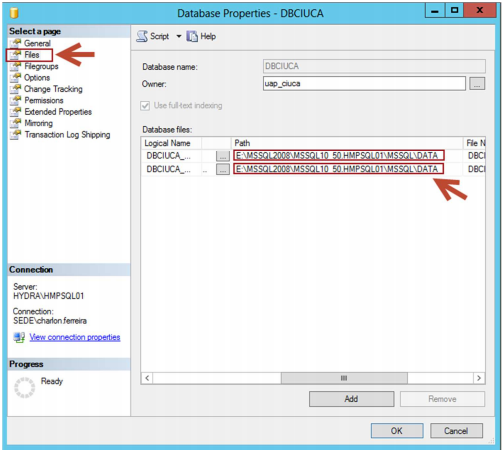 Database Properties - DBCIUCA
Select a page
General
Files
Filegroups
Options
Change Tracking
Permissions
Extended Properties
Mirroring
Transaction Log Shipping
Script Help
Database name: DBCIUCA
Owner: uap_ciuca ...
Use full-text indexing
Database files:
Logical Name Path File N
DBCIUCA_... ... E:\MSSQL2008\MSSQL10_50.HMPSQL01\MSSQL\DATA DBCI
DBCIUCA_... .. ... E:\MSSQL2008\MSSQL10_50.HMPSQL01\MSSQL\DATA DBCI
Connection
Server:
HYDRA\HMPSQL01
Connection:
SEDE\charlon.ferreira
View connection properties
Progress
Ready
Add Remove
OK Cancel